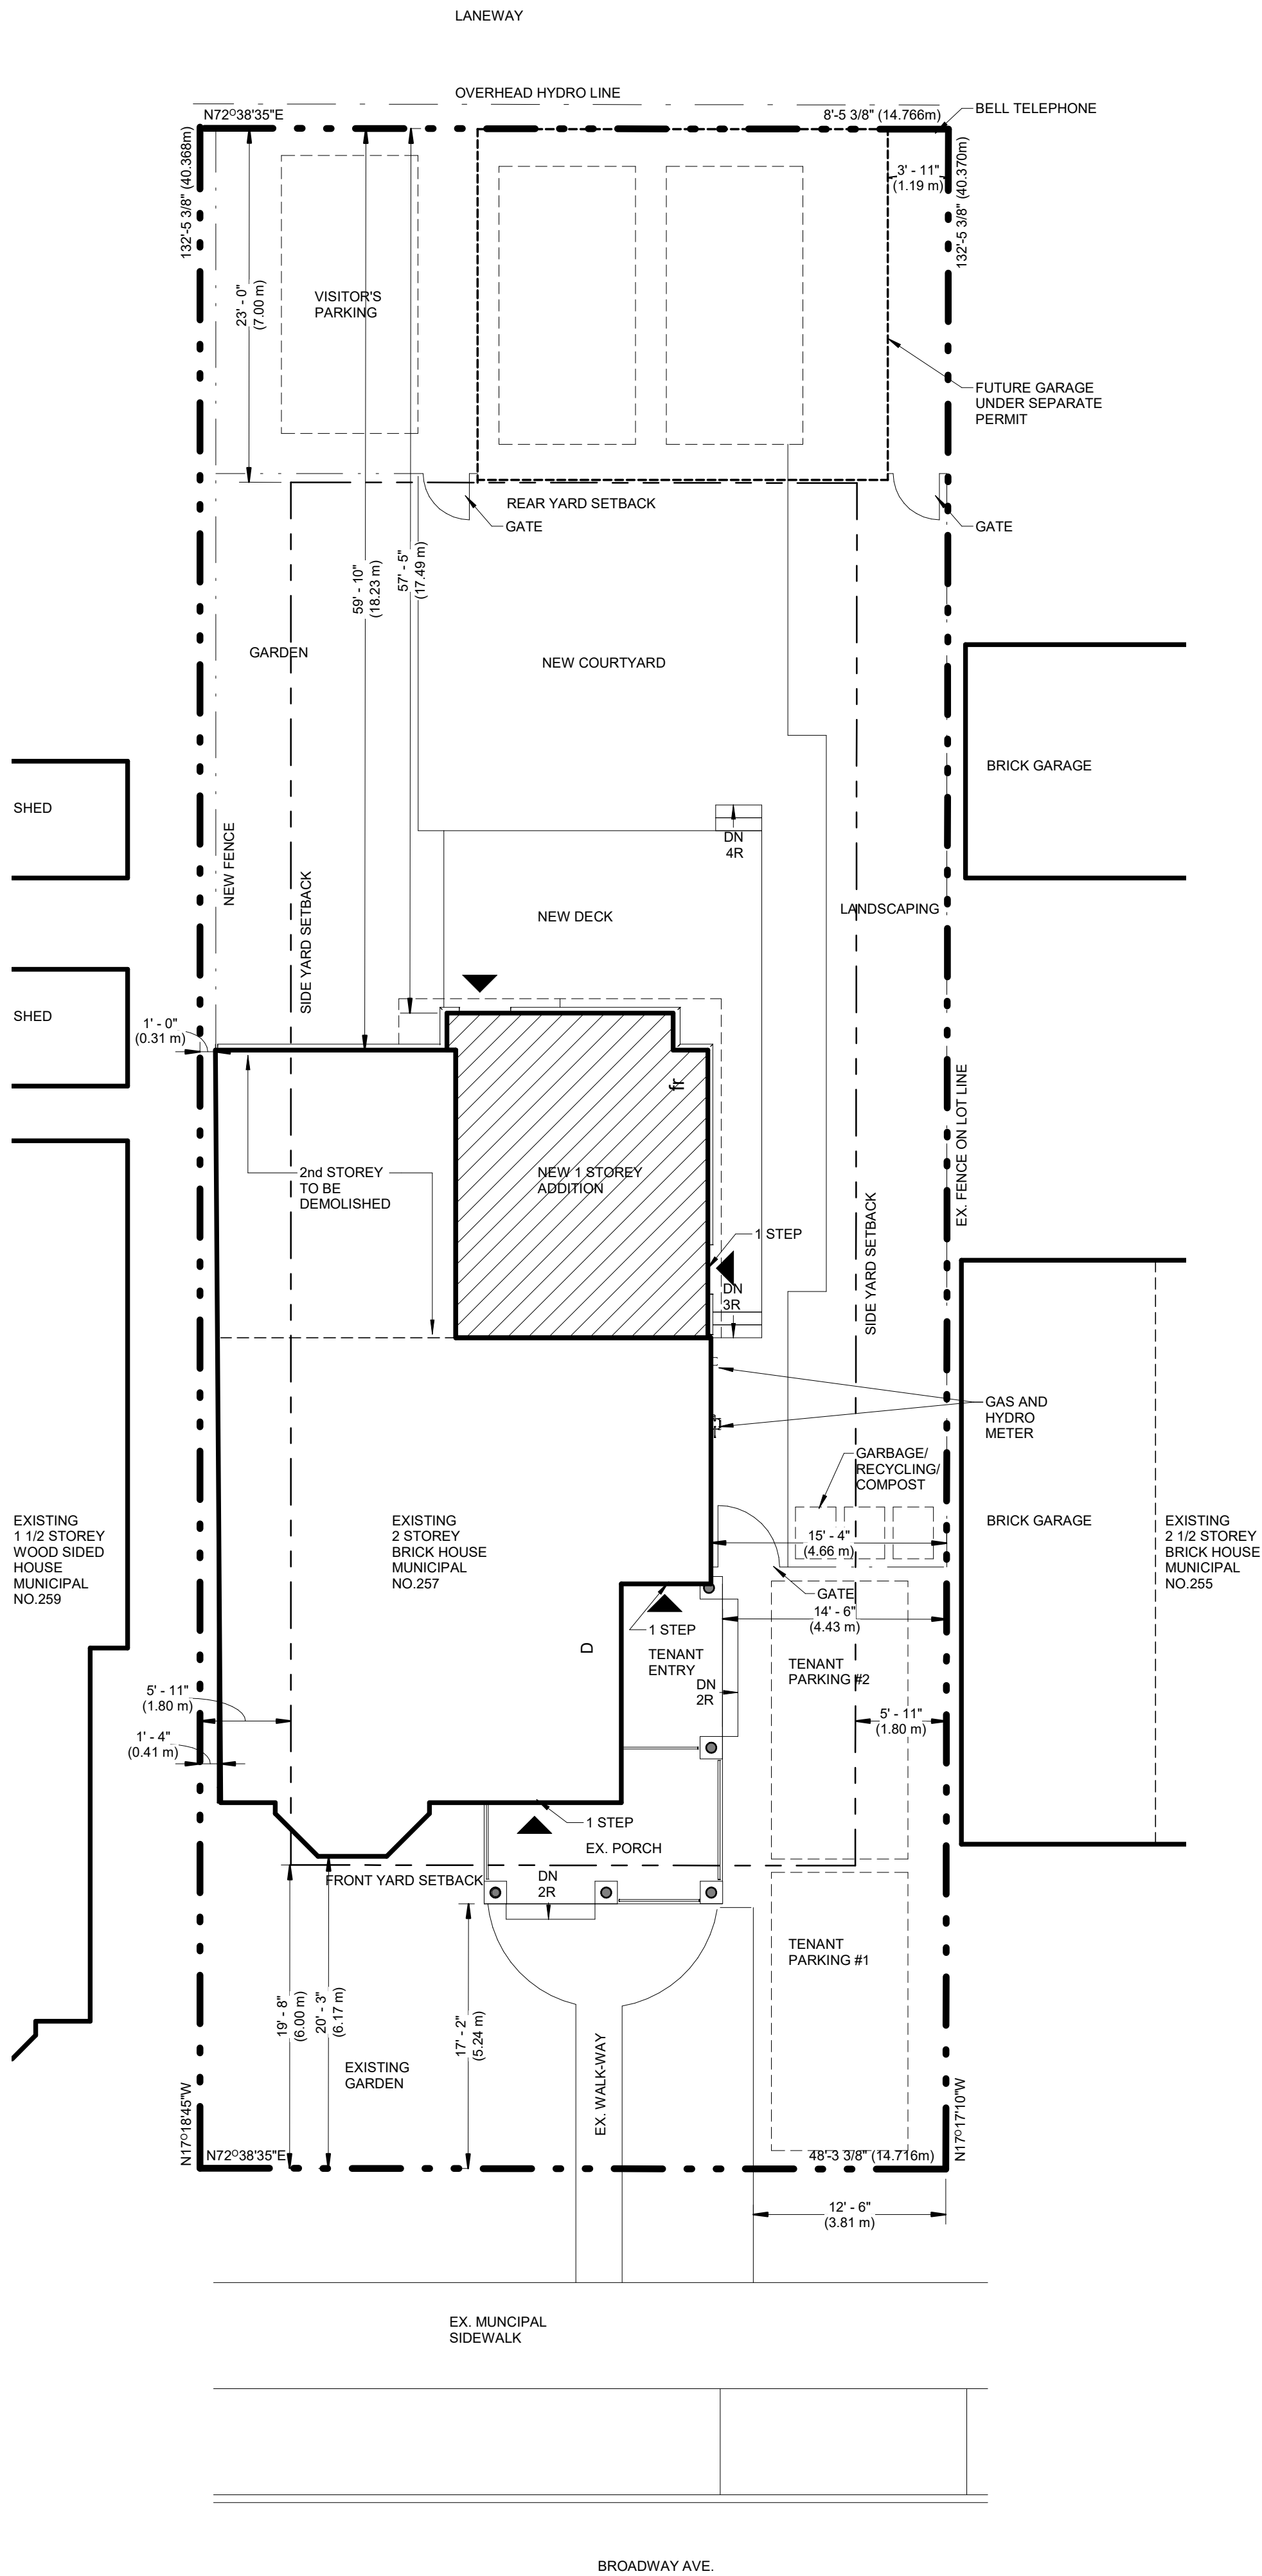 LANEWAY
OVERHEAD HYDRO LINE
N72°38'35"E
8'-5 3/8" (14.766m)
BELL TELEPHONE
132'-5 3/8" (40.368m)
132'-5 3/8" (40.370m)
3' - 11"
(1.19 m)
23' - 0"
(7.00 m)
VISITOR'S
PARKING
FUTURE GARAGE
UNDER SEPARATE
PERMIT
REAR YARD SETBACK
GATE
GATE
59' - 10"
(18.23 m)
57' - 5"
(17.49 m)
GARDEN
NEW COURTYARD
BRICK GARAGE
SHED
NEW FENCE
SIDE YARD SETBACK
DN
4R
NEW DECK
LANDSCAPING
SHED
1' - 0"
(0.31 m)
fr
EX. FENCE ON LOT LINE
2nd STOREY
TO BE
DEMOLISHED
NEW 1 STOREY
ADDITION
1 STEP
SIDE YARD SETBACK
DN
3R
GAS AND
HYDRO
METER
GARBAGE/
RECYCLING/
COMPOST
EXISTING
1 1/2 STOREY
WOOD SIDED
HOUSE
MUNICIPAL
NO.259
EXISTING
2 STOREY
BRICK HOUSE
MUNICIPAL
NO.257
15' - 4"
(4.66 m)
BRICK GARAGE
EXISTING
2 1/2 STOREY
BRICK HOUSE
MUNICIPAL
NO.255
GATE
14' - 6"
(4.43 m)
1 STEP
D
TENANT
ENTRY
TENANT
PARKING #2
DN
2R
5' - 11"
(1.80 m)
5' - 11"
(1.80 m)
1' - 4"
(0.41 m)
1 STEP
EX. PORCH
FRONT YARD SETBACK
DN
2R
TENANT
PARKING #1
19' - 8"
(6.00 m)
20' - 3"
(6.17 m)
17' - 2"
(5.24 m)
EXISTING
GARDEN
EX. WALK-WAY
N17°18'45"W
N17°17'10"W
N72°38'35"E
48'-3 3/8" (14.716m)
12' - 6"
(3.81 m)
EX. MUNCIPAL
SIDEWALK
BROADWAY AVE.